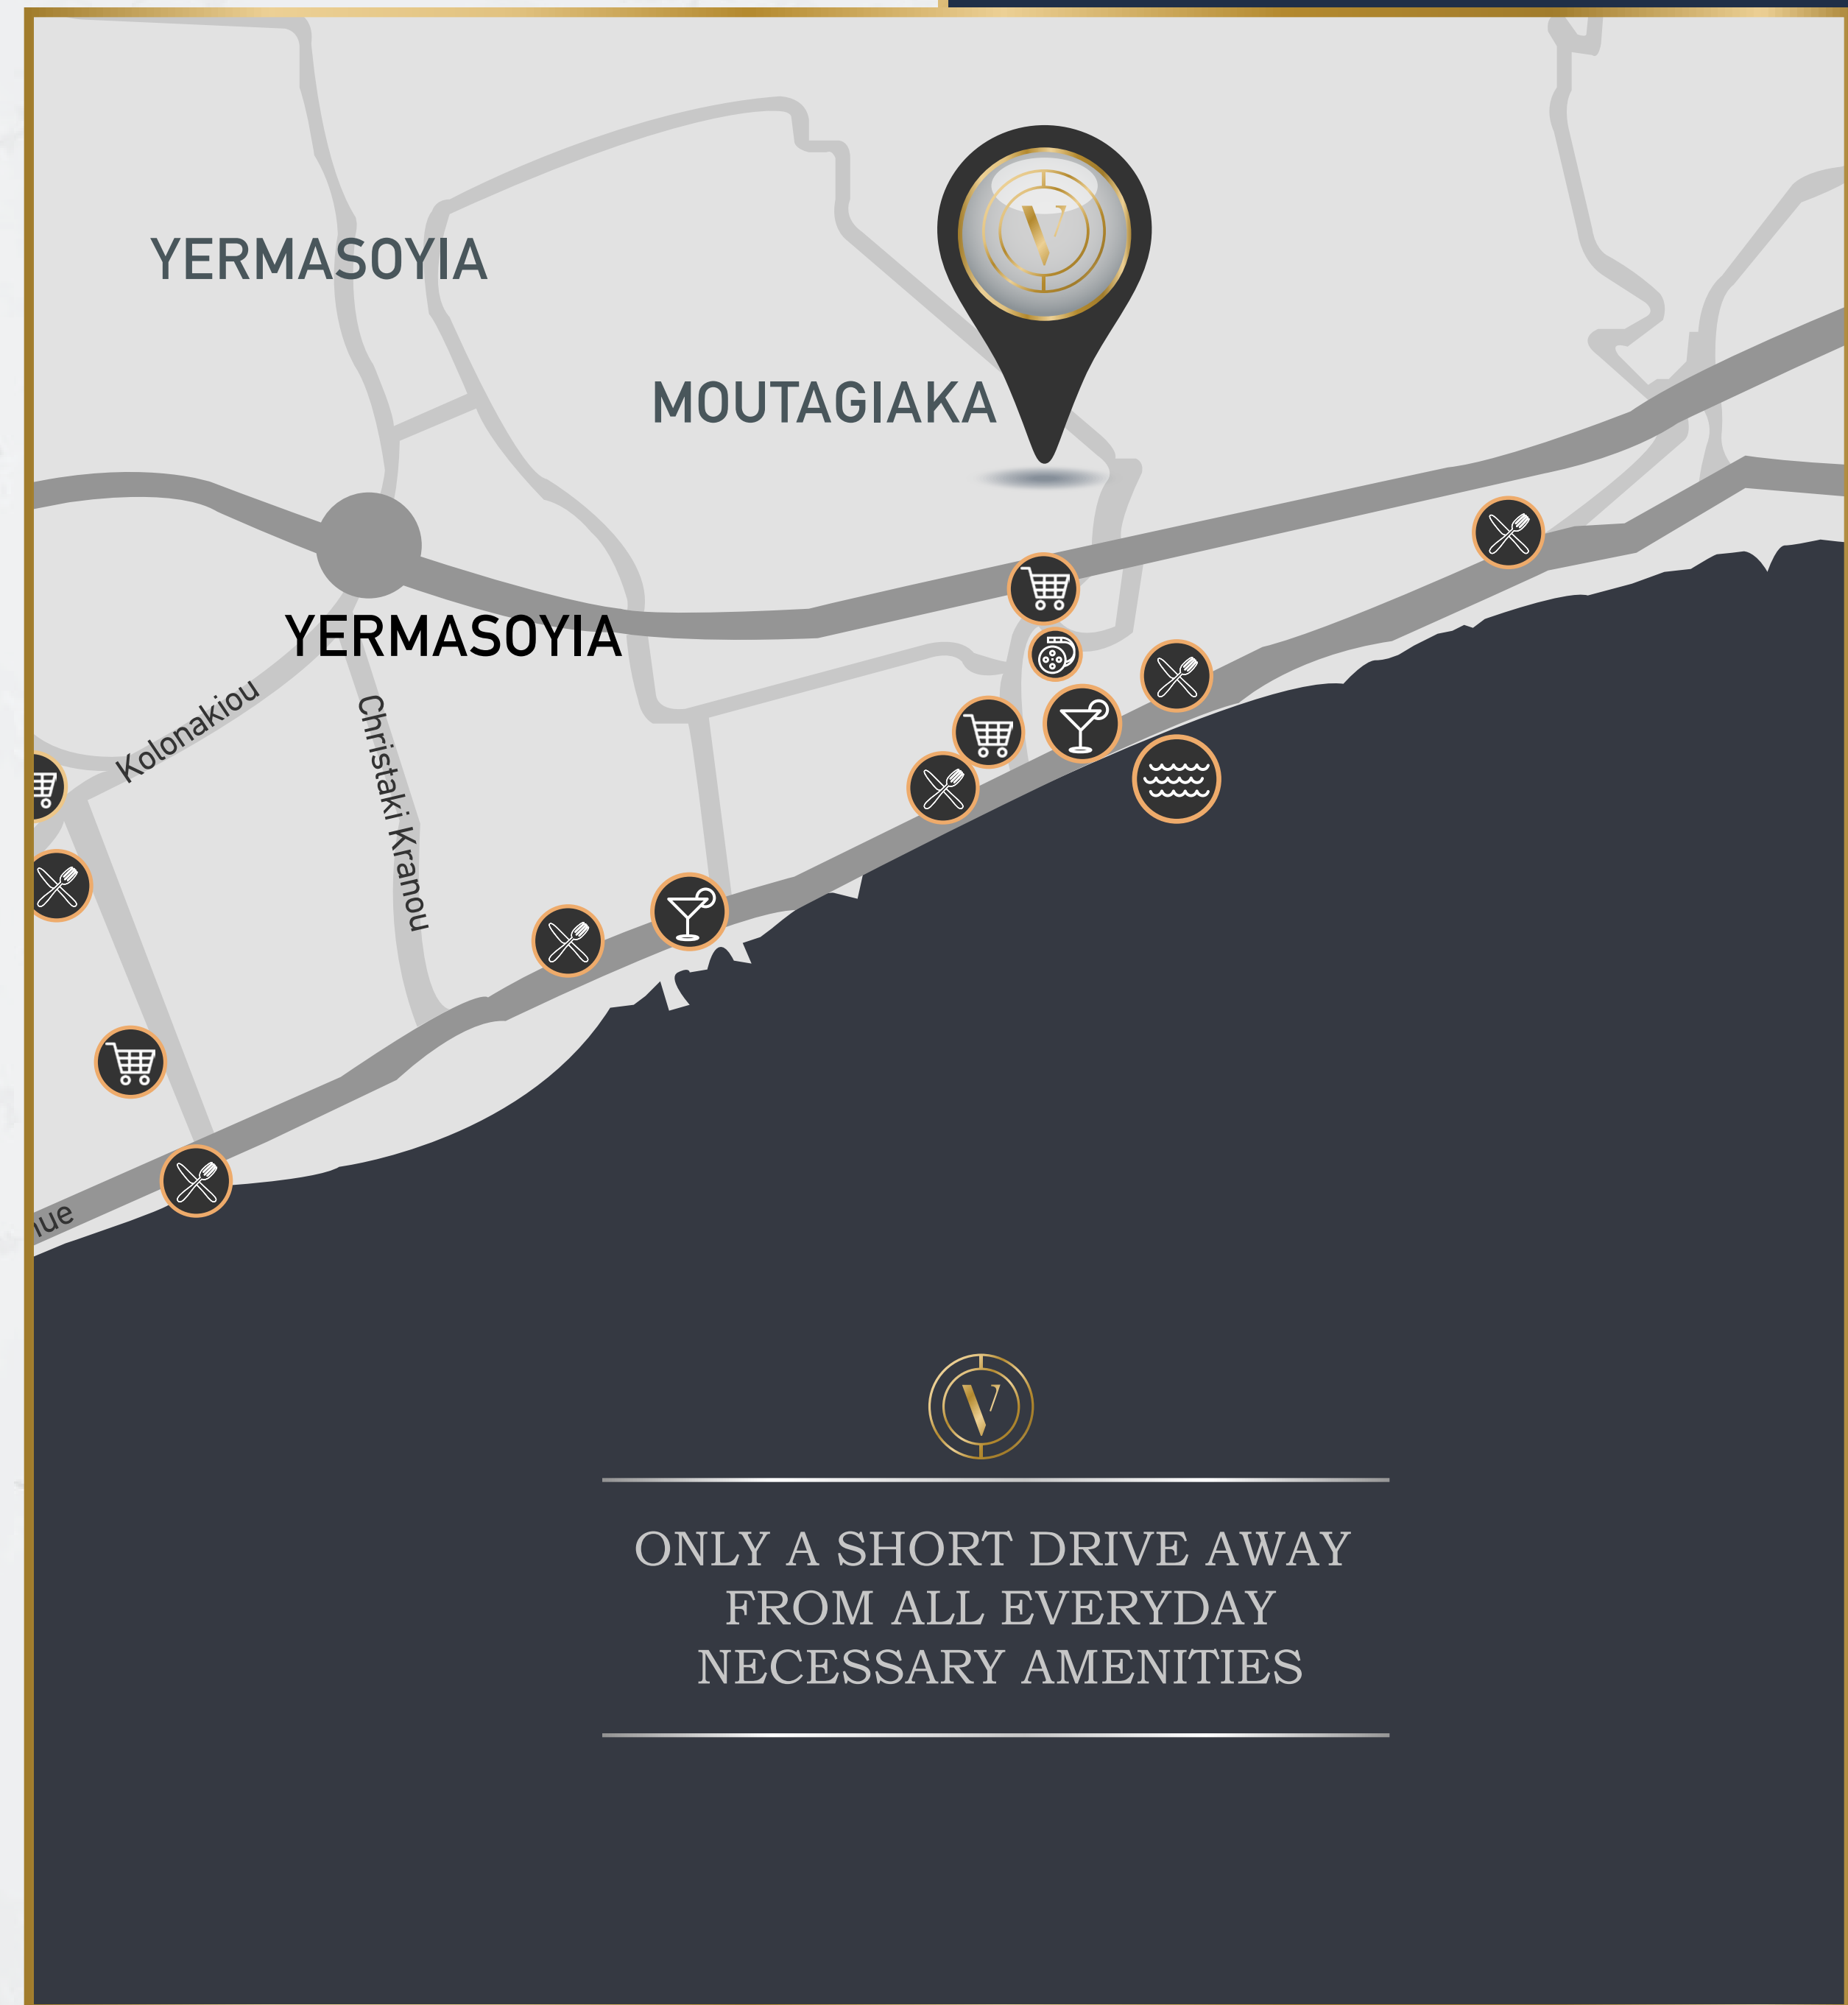 YERMASOYIA
MOUTAGIAKA
YERMASOYIA
Kolonakiou
Christaki Kranou
V
ONLY A SHORT DRIVE AWAY
FROM ALL EVERYDAY
NECESSARY AMENITIES